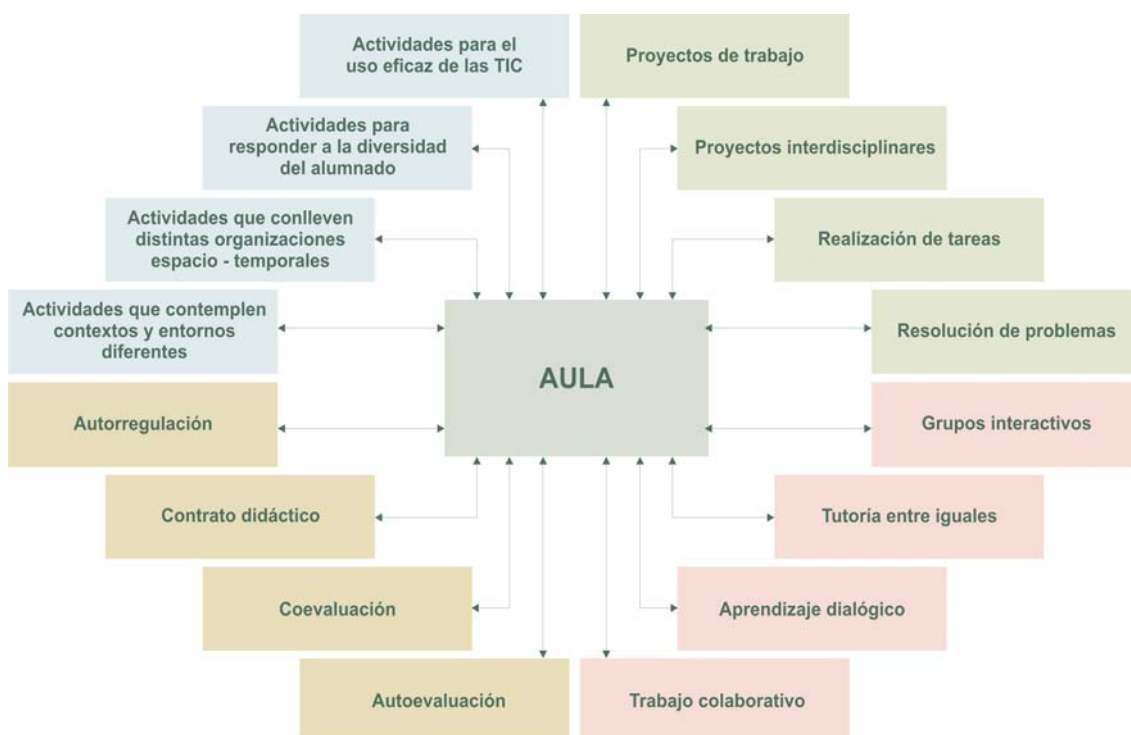 Actividades para el
uso eficaz de las TIC
Proyectos de trabajo
Actividades para
responder a la diversidad
del alumnado
Proyectos interdisciplinares
Actividades que conlleven
distintas organizaciones
espacio - temporales
Realización de tareas
Actividades que contemplen
contextos y entornos
diferentes
Resolución de problemas
AULA
Autorregulación
Grupos interactivos
Contrato didáctico
Tutoría entre iguales
Coevaluación
Aprendizaje dialógico
Autoevaluación
Trabajo colaborativo